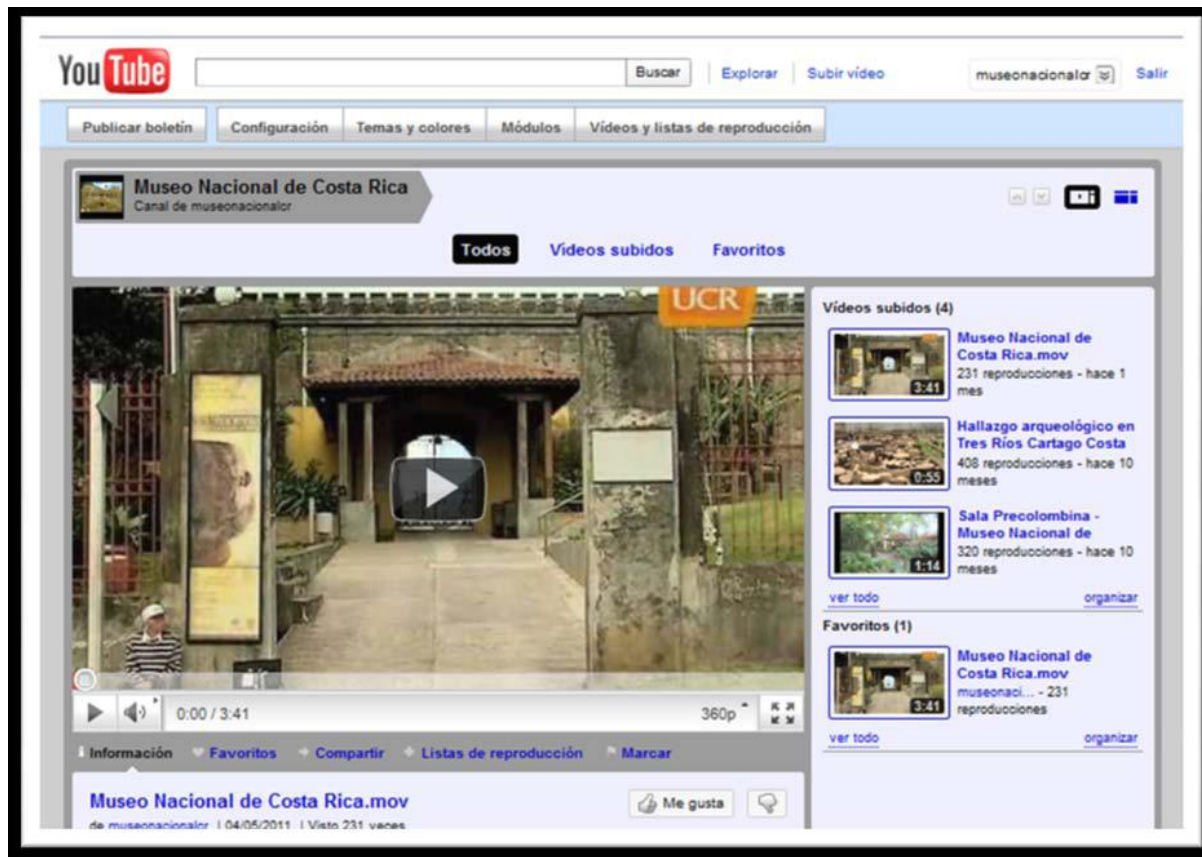 You Tube
Buscar
Explorar
Subir vídeo
museonacionalcr
Salir
Publicar boletín
Configuración
Temas y colores
Módulos
Vídeos y listas de reproducción
Museo Nacional de Costa Rica
Canal de museonacionalcr
Todos
Vídeos subidos
Favoritos
UCR
0:00 / 3:41
360p
Información
Favoritos
Compartir
Listas de reproducción
Marcar
Museo Nacional de Costa Rica.mov
Me gusta
de museonacionalcr | 04/05/2011 | Visto 231 veces
Vídeos subidos (4)
3:41
Museo Nacional de
Costa Rica.mov
231 reproducciones - hace 1
mes
0:55
Hallazgo arqueológico en
Tres Ríos Cartago Costa
408 reproducciones - hace 10
meses
1:14
Sala Precolombina -
Museo Nacional de
320 reproducciones - hace 10
meses
ver todo
organizar
Favoritos (1)
3:41
Museo Nacional de
Costa Rica.mov
museonaci... - 231
reproducciones
ver todo
organizar